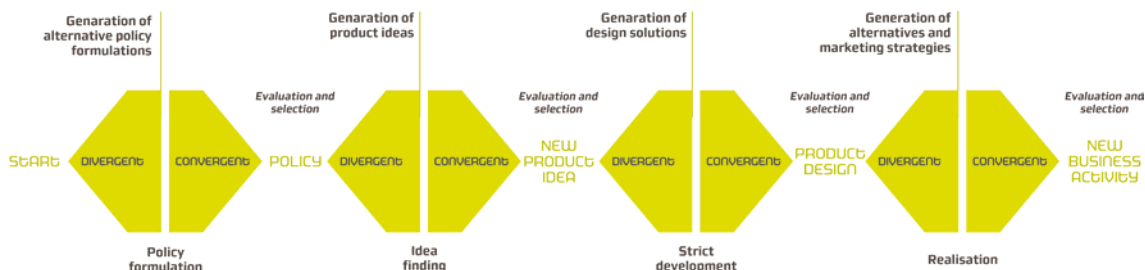 Genaration of
alternative policy
formulations
Genaration of
product ideas
Genaration of
design solutions
Generation of
alternatives and
marketing strategies
Evaluation and
selection
Evaluation and
selection
Evaluation and
selection
Evaluation and
selection
START
DIVERGENT
CONVERGENT
POLICY
DIVERGENT
CONVERGENT
NEW
PRODUCT
IDEA
DIVERGENT
CONVERGENT
PRODUCT
DESIGN
DIVERGENT
CONVERGENT
NEW
BUSINESS
ACTIVITY
Policy
formulation
Idea
finding
Strict
development
Realisation